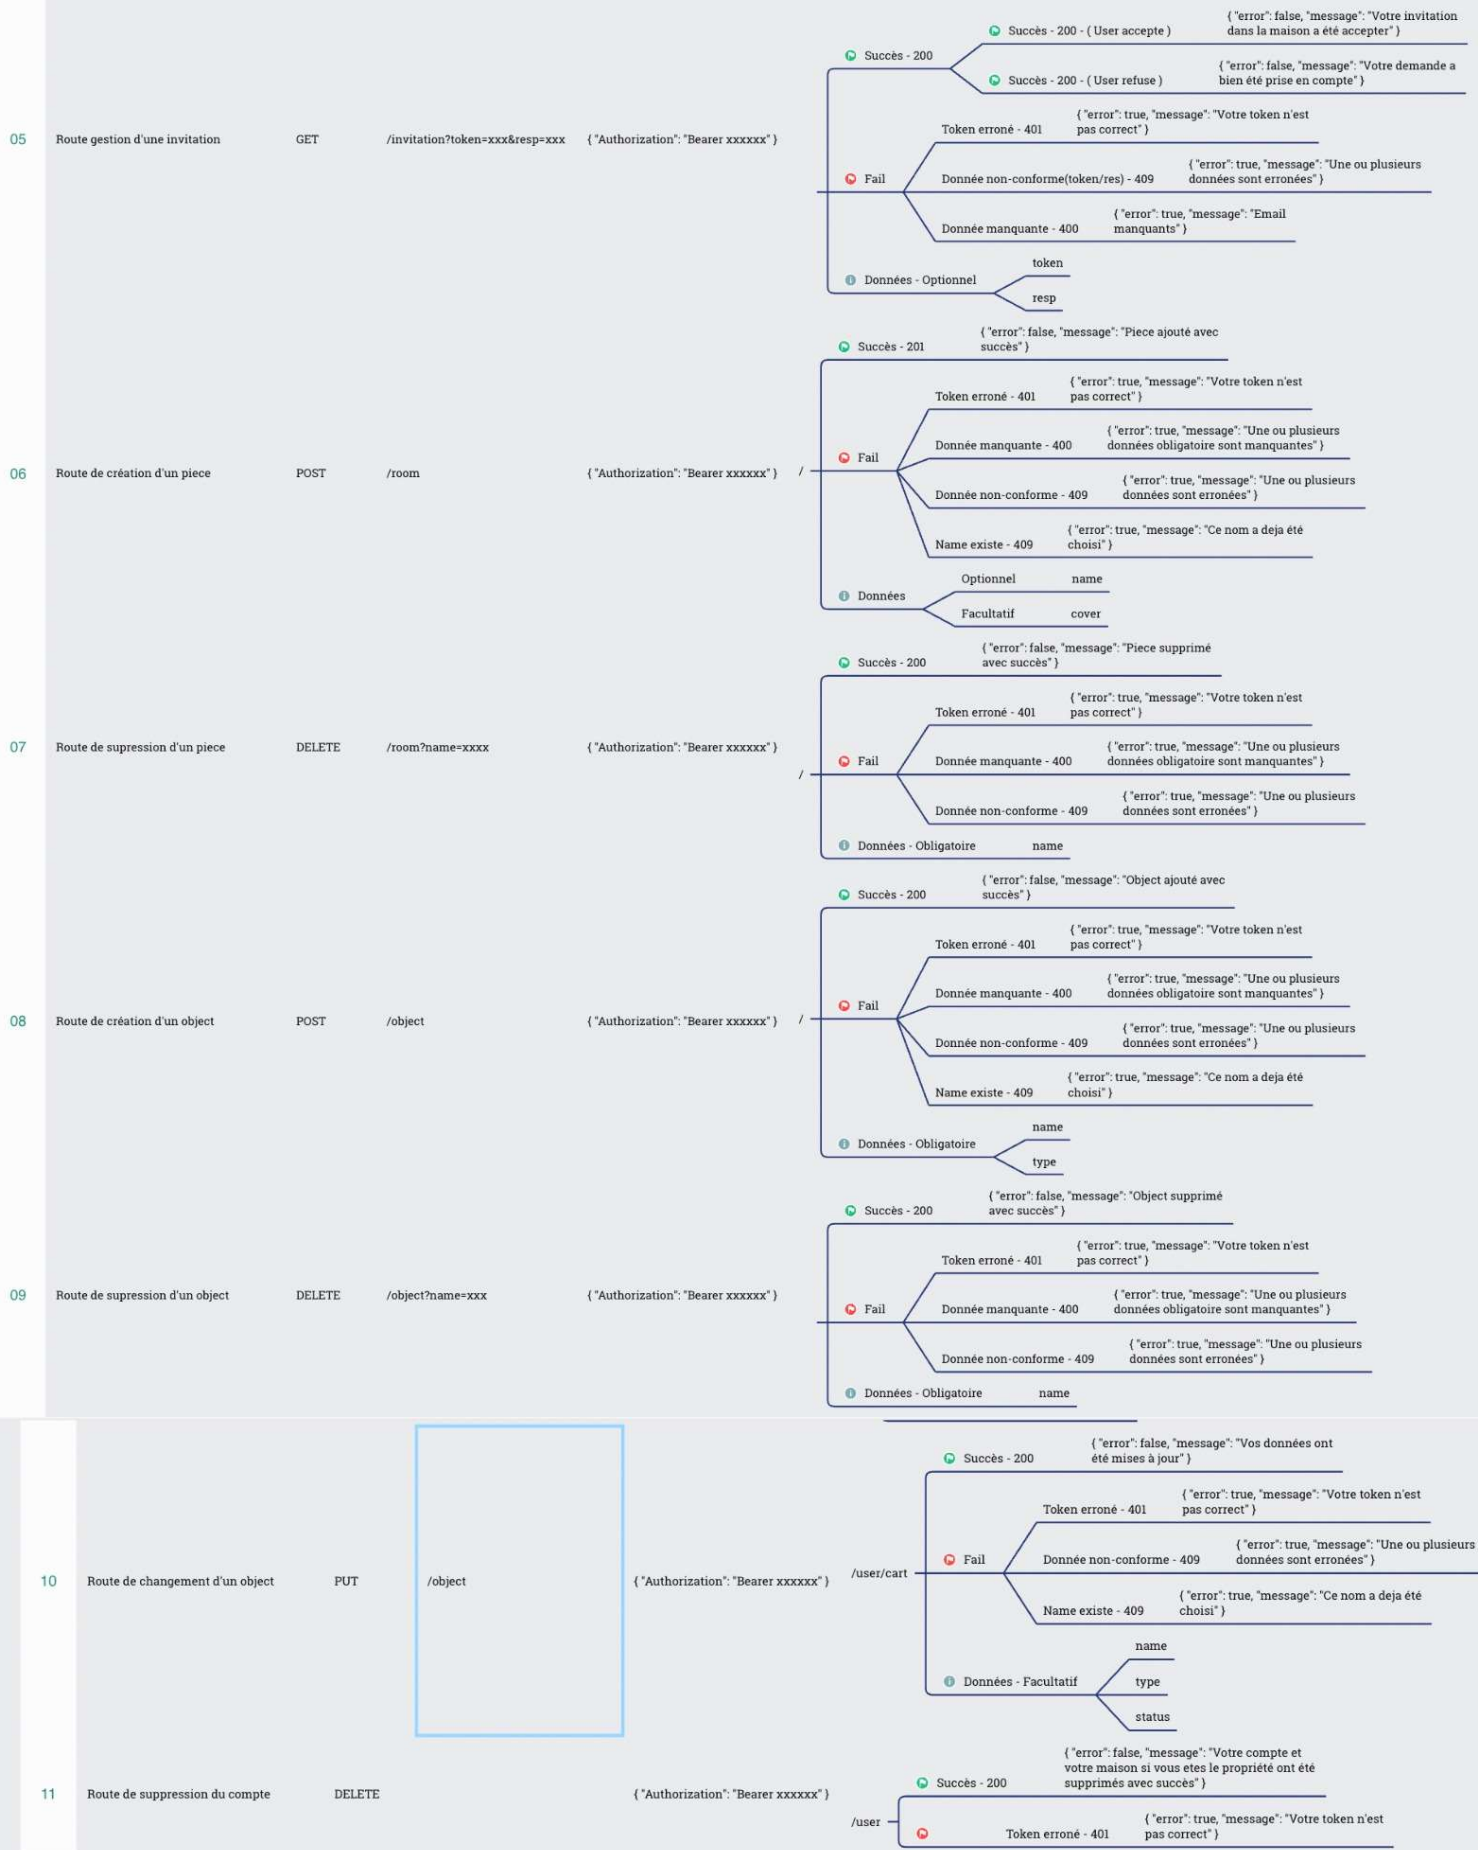 05
Route gestion d'une invitation
GET
/invitation?token=xxx&resp=xxx
{ "Authorization": "Bearer xxxxxx" }
Succès - 200
Succès - 200 - ( User accepte )
{ "error": false, "message": "Votre invitation
dans la maison a été accepter" }
Succès - 200 - ( User refuse )
{ "error": false, "message": "Votre demande a
bien été prise en compte" }
Fail
Token erroné - 401
{ "error": true, "message": "Votre token n'est
pas correct" }
Donnée non-conforme(token/res) - 409
{ "error": true, "message": "Une ou plusieurs
données sont erronées" }
Donnée manquante - 400
{ "error": true, "message": "Email
manquants" }
Données - Optionnel
token
resp
06
Route de création d'un piece
POST
/room
{ "Authorization": "Bearer xxxxxx" }
/
Succès - 201
{ "error": false, "message": "Piece ajouté avec
succès" }
Fail
Token erroné - 401
{ "error": true, "message": "Votre token n'est
pas correct" }
Donnée manquante - 400
{ "error": true, "message": "Une ou plusieurs
données obligatoire sont manquantes" }
Donnée non-conforme - 409
{ "error": true, "message": "Une ou plusieurs
données sont erronées" }
Name existe - 409
{ "error": true, "message": "Ce nom a deja été
choisi" }
Données
Optionnel
name
Facultatif
cover
07
Route de supression d'un piece
DELETE
/room?name=xxxx
{ "Authorization": "Bearer xxxxxx" }
/
Succès - 200
{ "error": false, "message": "Piece supprimé
avec succès" }
Fail
Token erroné - 401
{ "error": true, "message": "Votre token n'est
pas correct" }
Donnée manquante - 400
{ "error": true, "message": "Une ou plusieurs
données obligatoire sont manquantes" }
Donnée non-conforme - 409
{ "error": true, "message": "Une ou plusieurs
données sont erronées" }
Données - Obligatoire
name
08
Route de création d'un object
POST
/object
{ "Authorization": "Bearer xxxxxx" }
/
Succès - 200
{ "error": false, "message": "Object ajouté avec
succès" }
Fail
Token erroné - 401
{ "error": true, "message": "Votre token n'est
pas correct" }
Donnée manquante - 400
{ "error": true, "message": "Une ou plusieurs
données obligatoire sont manquantes" }
Donnée non-conforme - 409
{ "error": true, "message": "Une ou plusieurs
données sont erronées" }
Name existe - 409
{ "error": true, "message": "Ce nom a deja été
choisi" }
Données - Obligatoire
name
type
09
Route de supression d'un object
DELETE
/object?name=xxx
{ "Authorization": "Bearer xxxxxx" }
Succès - 200
{ "error": false, "message": "Object supprimé
avec succès" }
Fail
Token erroné - 401
{ "error": true, "message": "Votre token n'est
pas correct" }
Donnée manquante - 400
{ "error": true, "message": "Une ou plusieurs
données obligatoire sont manquantes" }
Donnée non-conforme - 409
{ "error": true, "message": "Une ou plusieurs
données sont erronées" }
Données - Obligatoire
name
10
Route de changement d'un object
PUT
/object
{ "Authorization": "Bearer xxxxxx" }
/user/cart
Succès - 200
{ "error": false, "message": "Vos données ont
été mises à jour" }
Fail
Token erroné - 401
{ "error": true, "message": "Votre token n'est
pas correct" }
Donnée non-conforme - 409
{ "error": true, "message": "Une ou plusieurs
données sont erronées" }
Name existe - 409
{ "error": true, "message": "Ce nom a deja été
choisi" }
Données - Facultatif
name
type
status
11
Route de suppression du compte
DELETE
{ "Authorization": "Bearer xxxxxx" }
/user
Succès - 200
{ "error": false, "message": "Votre compte et
votre maison si vous etes le propriété ont été
supprimés avec succès" }
Token erroné - 401
{ "error": true, "message": "Votre token n'est
pas correct" }